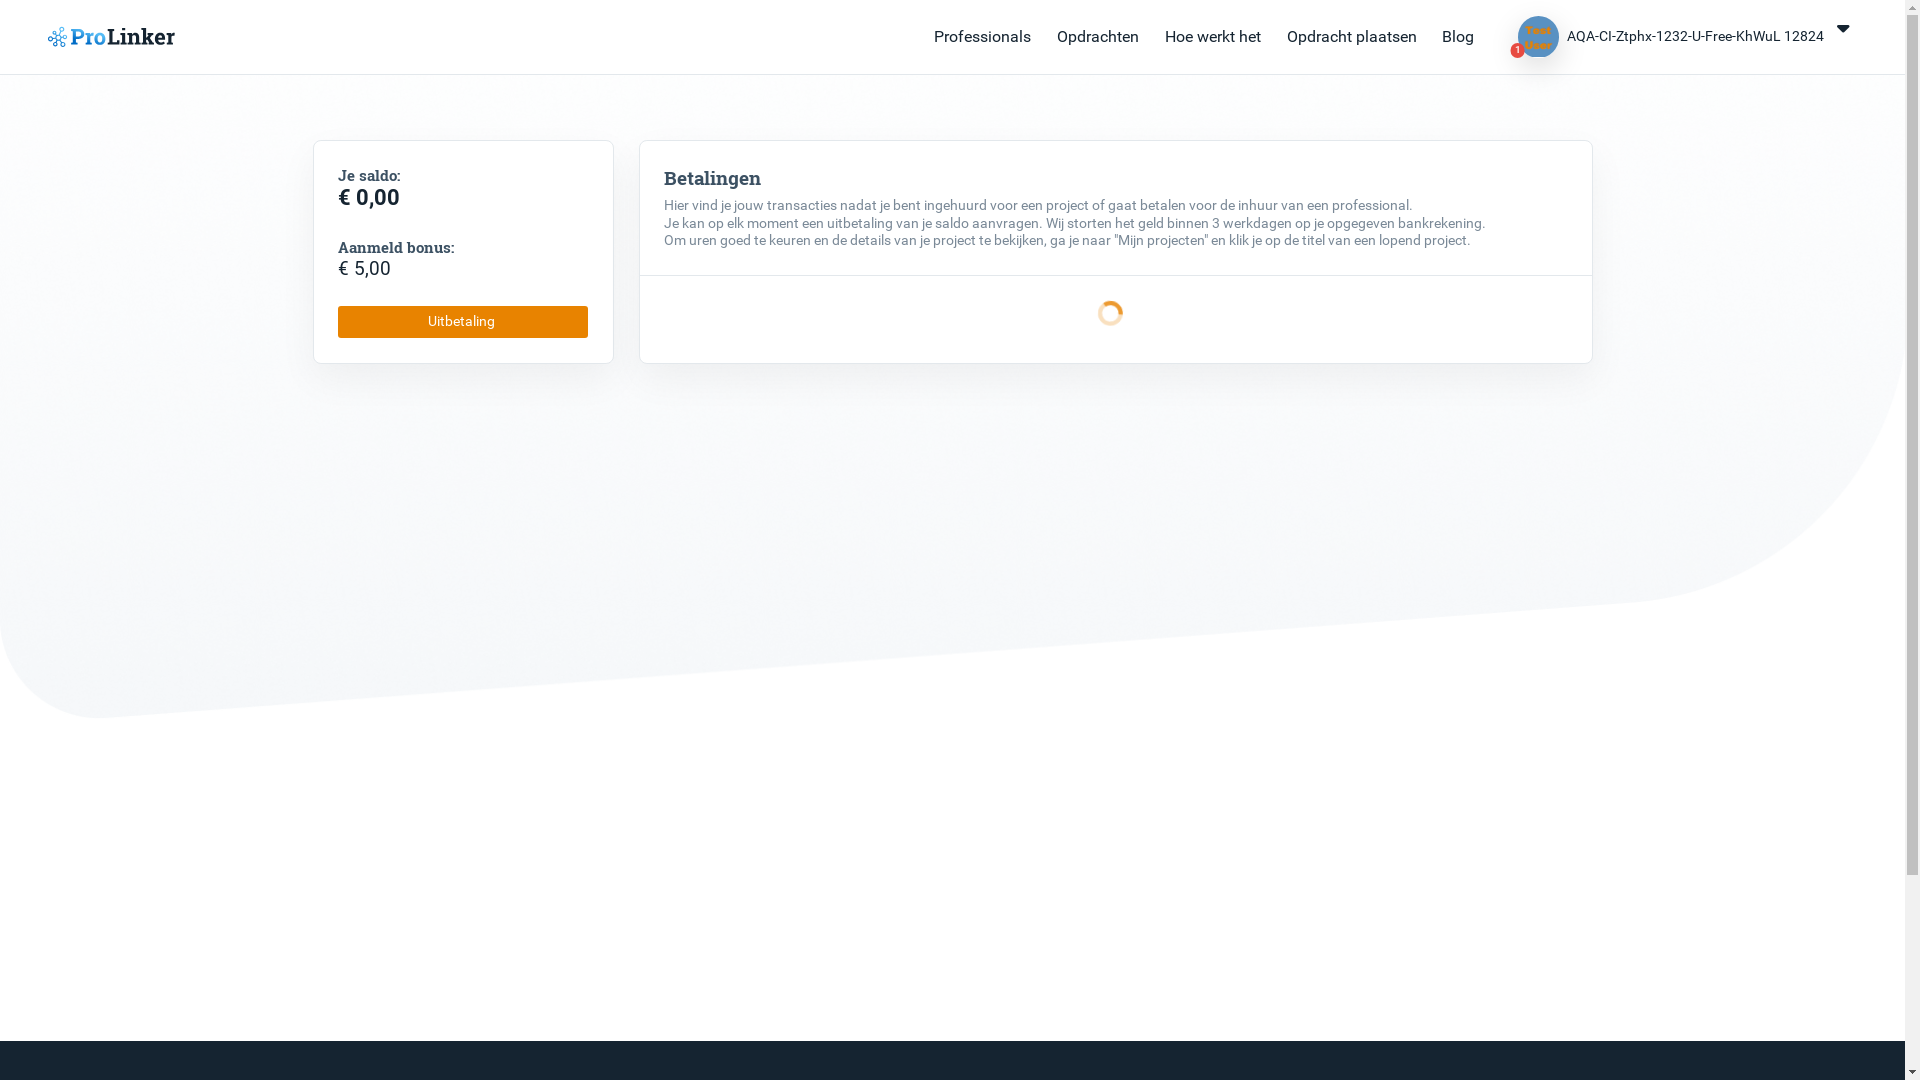 ProLinker
Professionals
Opdrachten
Hoe werkt het
Opdracht plaatsen
Blog
Test
User
1
AQA-CI-Ztphx-1232-U-Free-KhWuL 12824
Je saldo:
€ 0,00
Aanmeld bonus:
€ 5,00
Uitbetaling
Betalingen
Hier vind je jouw transacties nadat je bent ingehuurd voor een project of gaat betalen voor de inhuur van een professional.
Je kan op elk moment een uitbetaling van je saldo aanvragen. Wij storten het geld binnen 3 werkdagen op je opgegeven bankrekening.
Om uren goed te keuren en de details van je project te bekijken, ga je naar "Mijn projecten" en klik je op de titel van een lopend project.